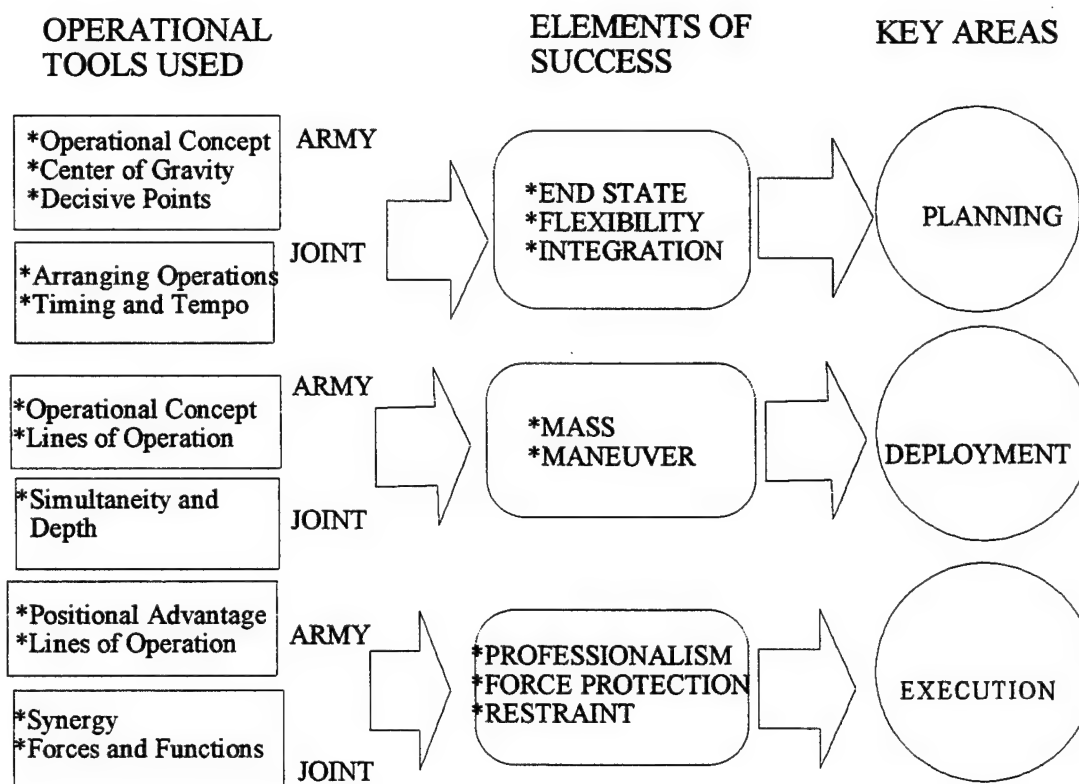 OPERATIONAL
TOOLS USED
ELEMENTS OF
SUCCESS
KEY AREAS
*Operational Concept
*Center of Gravity
*Decisive Points
ARMY
*Arranging Operations
*Timing and Tempo
JOINT
*END STATE
*FLEXIBILITY
*INTEGRATION
PLANNING
*Operational Concept
*Lines of Operation
ARMY
*Simultaneity and
Depth
JOINT
*MASS
*MANEUVER
DEPLOYMENT
*Positional Advantage
*Lines of Operation
ARMY
*Synergy
*Forces and Functions
JOINT
*PROFESSIONALISM
*FORCE PROTECTION
*RESTRAINT
EXECUTION